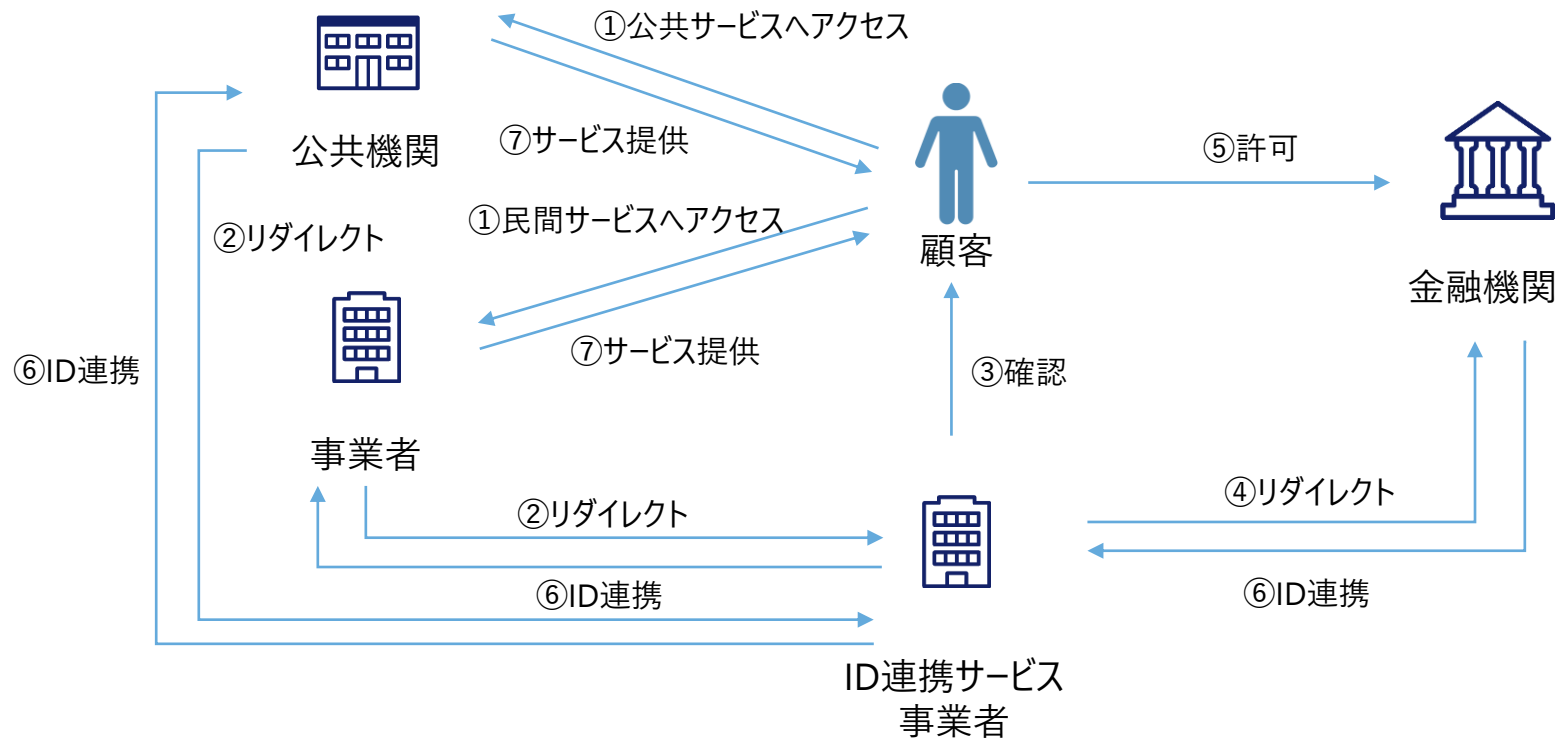 ①公共サービスへアクセス
公共機関
⑦サービス提供
⑤許可
①民間サービスへアクセス
②リダイレクト
顧客
金融機関
⑥ID連携
⑦サービス提供
③確認
事業者
②リダイレクト
④リダイレクト
⑥ID連携
⑥ID連携
ID連携サービス
事業者